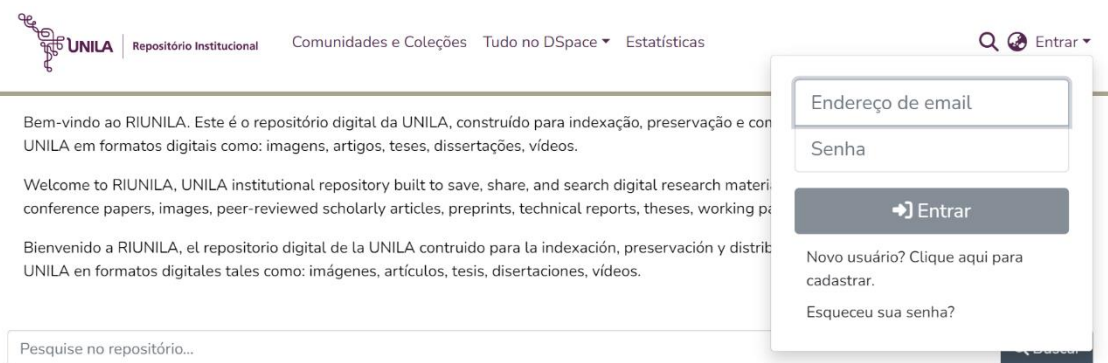 UNILA
Repositório Institucional
Comunidades e Coleções
Tudo no DSpace
Estatísticas
Entrar
Endereço de email
Senha
Entrar
Novo usuário? Clique aqui para
cadastrar.
Esqueceu sua senha?
Bem-vindo ao RIUNILA. Este é o repositório digital da UNILA, construído para indexação, preservação e
UNILA em formatos digitais como: imagens, artigos, teses, dissertações, vídeos.
Welcome to RIUNILA, UNILA institutional repository built to save, share, and search digital research
conference papers, images, peer-reviewed scholarly articles, preprints, technical reports, theses, working
Bienvenido a RIUNILA, el repositorio digital de la UNILA contruido para la indexación, preservación y
UNILA en formatos digitales tales como: imágenes, artículos, tesis, disertaciones, vídeos.
Pesquise no repositório...